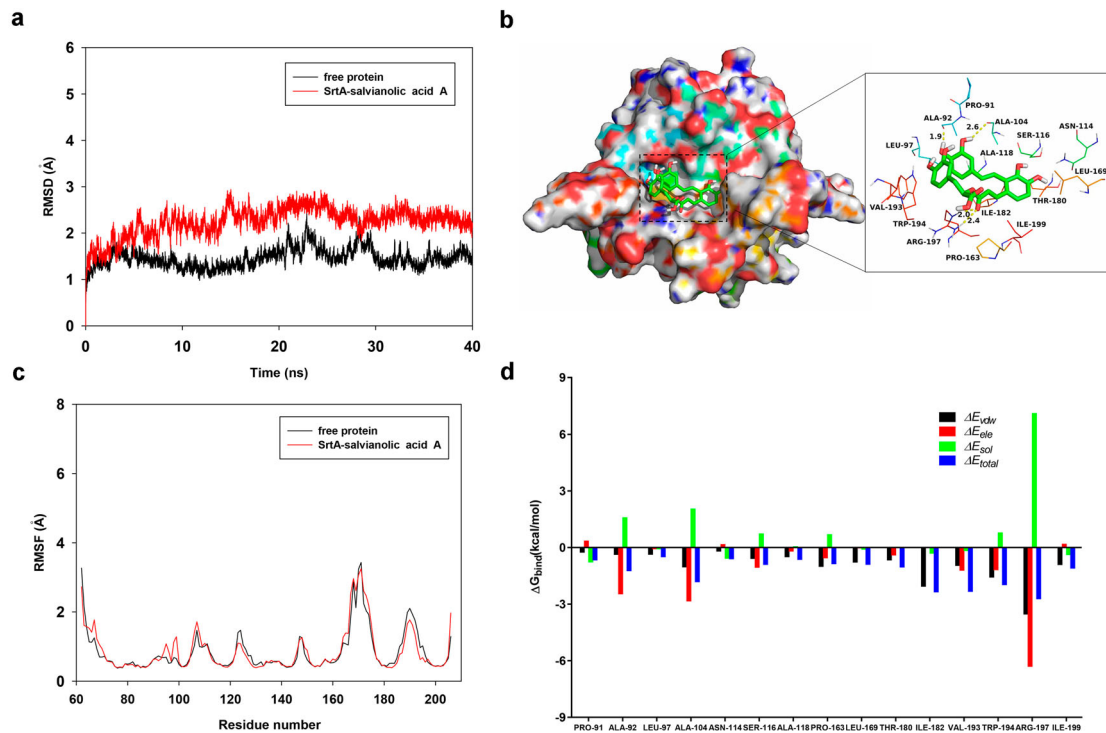 a
6
5
4
3
2
1
0
RMSD (Å)
free protein
SrtA-salvianolic acid A
0 10 20 30 40
Time (ns)
b
PRO-91
ALA-92
ALA-104
2.6
1.9
ASN-114
SER-116
LEU-97
ALA-118
LEU-169
THR-180
VAL-193
2.0
ILE-182
2.4
TRP-194
ILE-199
ARG-197
PRO-163
c
8
6
4
2
0
RMSF (Å)
free protein
SrtA-salvianolic acid A
60 80 100 120 140 160 180 200
Residue number
d
9
6
3
0
-3
-6
-9
ΔGbind(kcal/mol)
ΔEvdw
ΔEele
ΔEsol
ΔEtotal
PRO-91 ALA-92 LEU-97 ALA-104 ASN-114 SER-116 ALA-118 PRO-163 LEU-169 THR-180 ILE-182 VAL-193 TRP-194 ARG-197 ILE-199